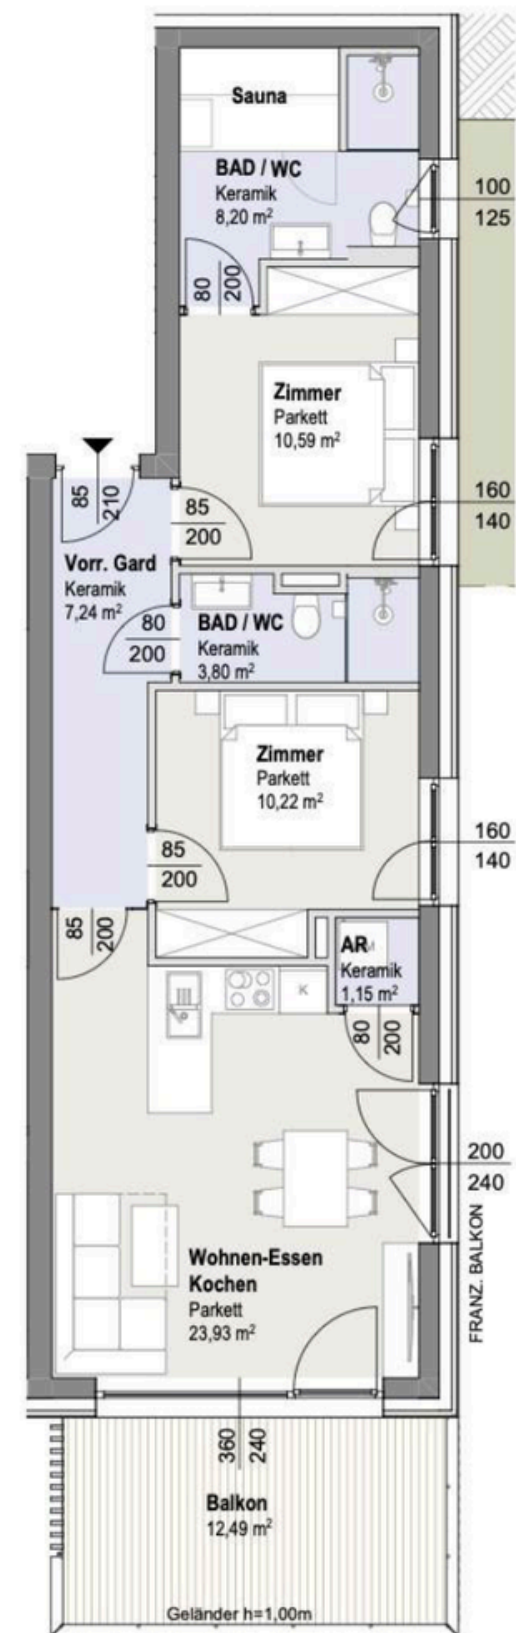 Sauna
BAD / WC
Keramik
8,20 m²
100
125
80
200
Zimmer
Parkett
10,59 m²
160
140
85
210
85
200
Vorr. Gard
Keramik
7,24 m²
80
200
BAD / WC
Keramik
3,80 m²
Zimmer
Parkett
10,22 m²
160
140
85
200
85
200
AR
Keramik
1,15 m²
K
80
200
200
240
FRANZ. BALKON
Wohnen-Essen
Kochen
Parkett
23,93 m²
360
240
Balkon
12,49 m²
Geländer h=1,00m